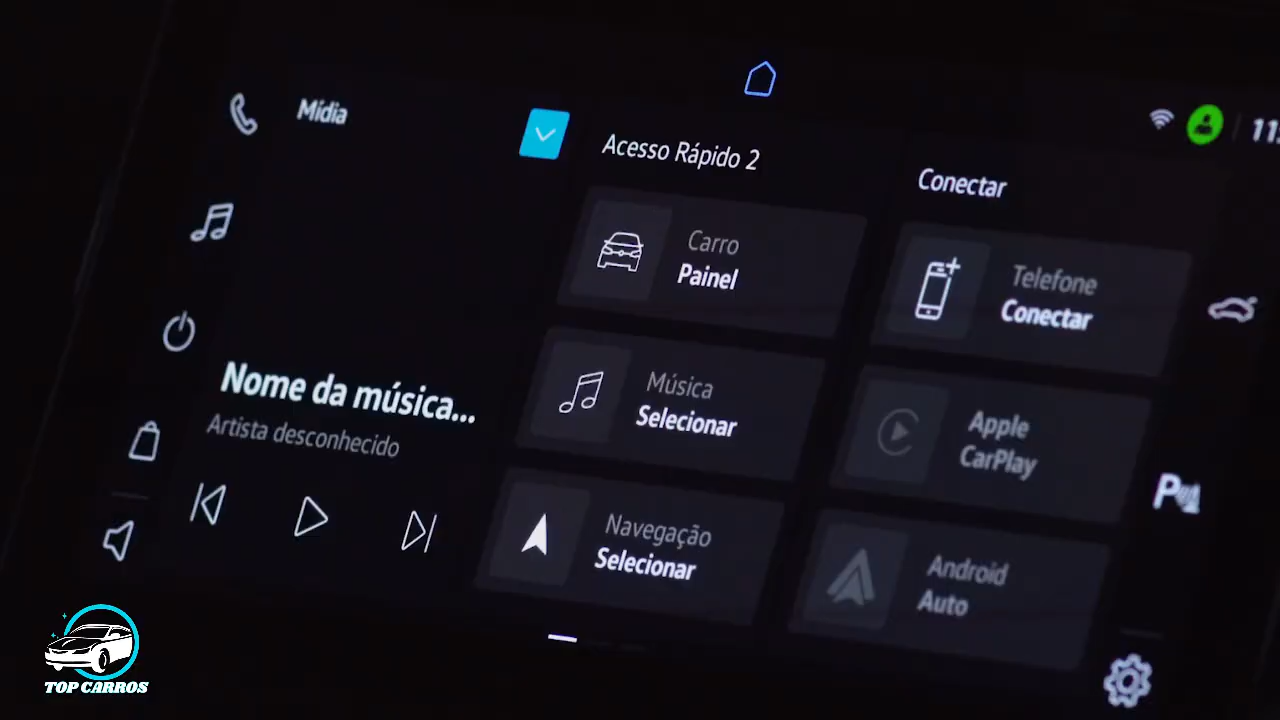 Mídia
Nome da música...
Artista desconhecido
Acesso Rápido 2
Carro
Painel
Música
Selecionar
Navegação
Selecionar
Conectar
Telefone
Conectar
Apple
CarPlay
Android
Auto
11:
P
TOP CARROS